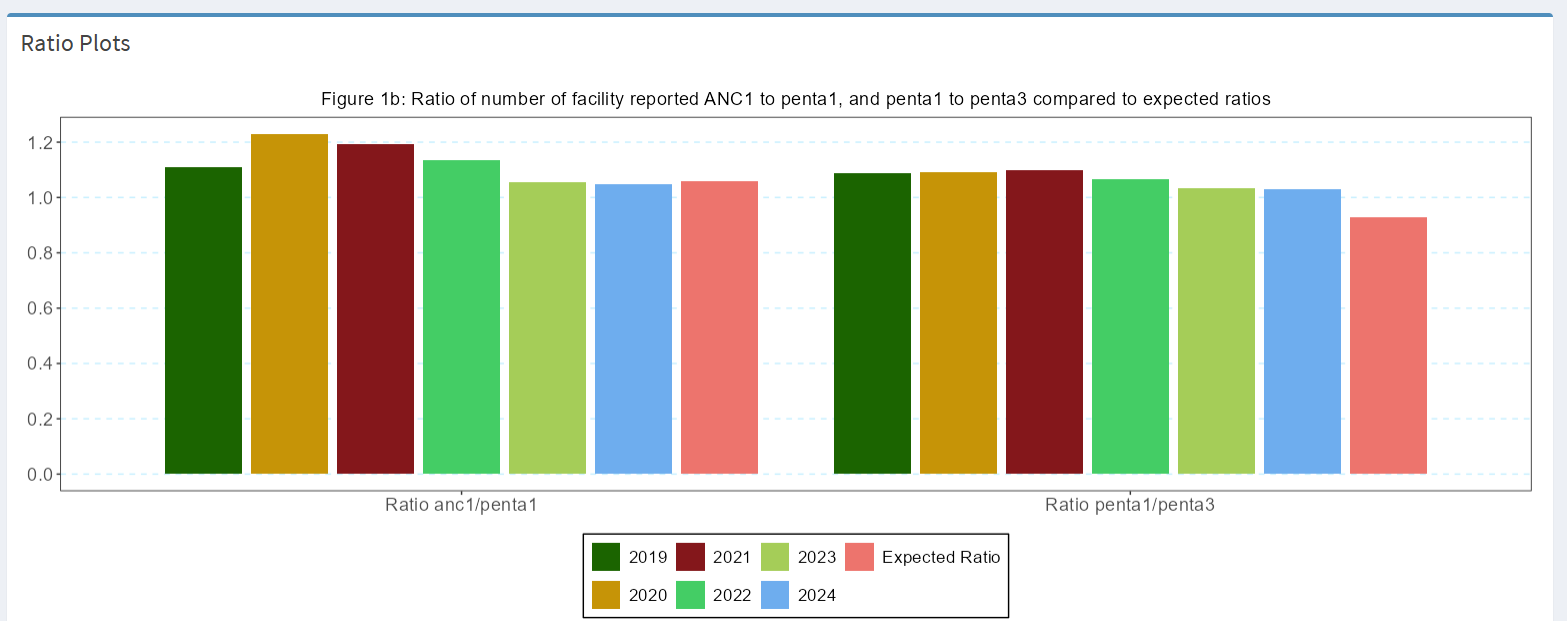 Ratio Plots
Figure 1b: Ratio of number of facility reported ANC1 to penta1, and penta1 to penta3 compared to expected ratios
1.2
1.0
0.8
0.6
0.4
0.2
0.0
Ratio anc1/penta1 Ratio penta1/penta3
2019 2021 2023 Expected Ratio
2020 2022 2024